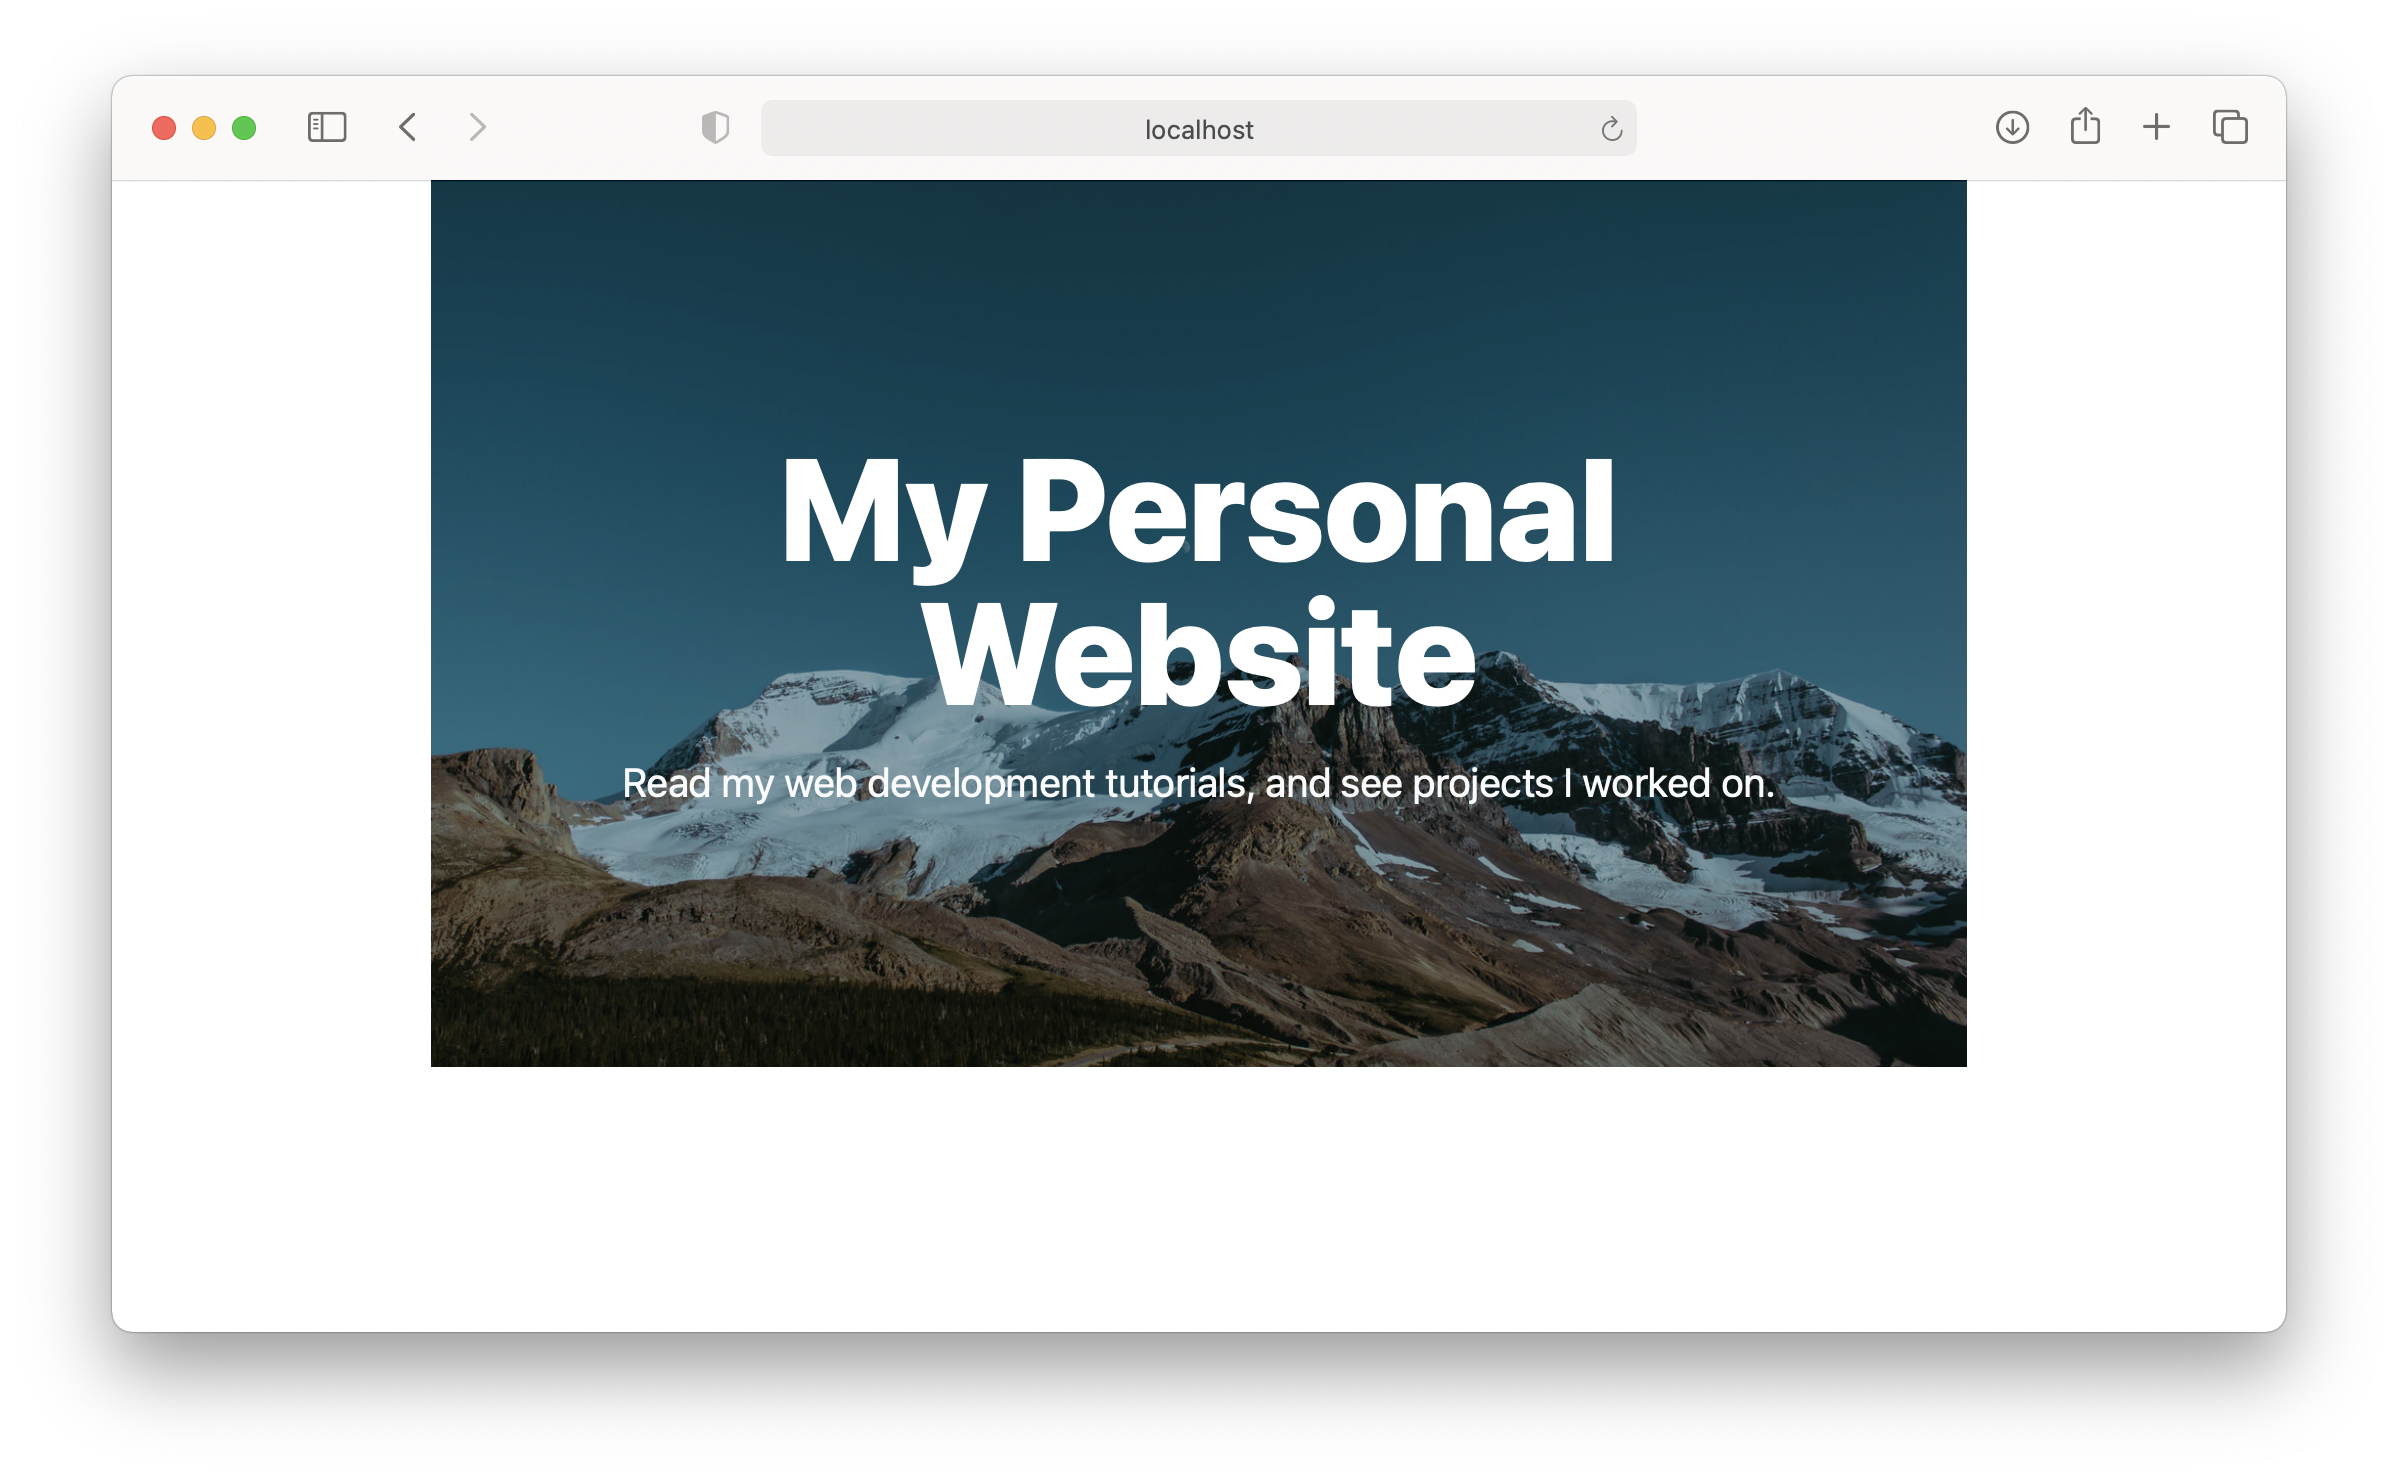 localhost
My Personal
Website
Read my web development tutorials, and see projects I worked on.